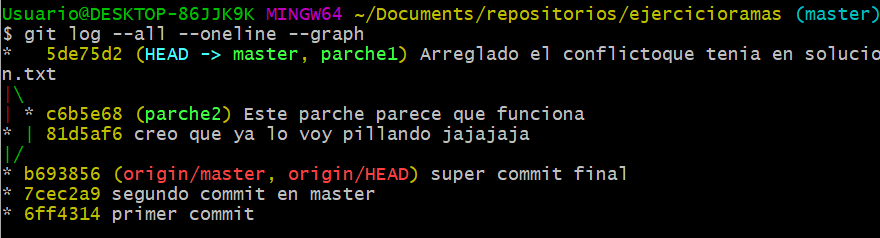 Usuario@DESKTOP-86JJK9K MINGW64 ~/Documents/repositorios/ejercicioramas (master)
$ git log --all --oneline --graph
*   5de75d2 (HEAD -> master, parche1) Arreglado el conflictoque tenia en solucio
n.txt
|\
| * c6b5e68 (parche2) Este parche parece que funciona
* | 81d5af6 creo que ya lo voy pillando jajajaja
|/
* b693856 (origin/master, origin/HEAD) super commit final
* 7cec2a9 segundo commit en master
* 6ff4314 primer commit